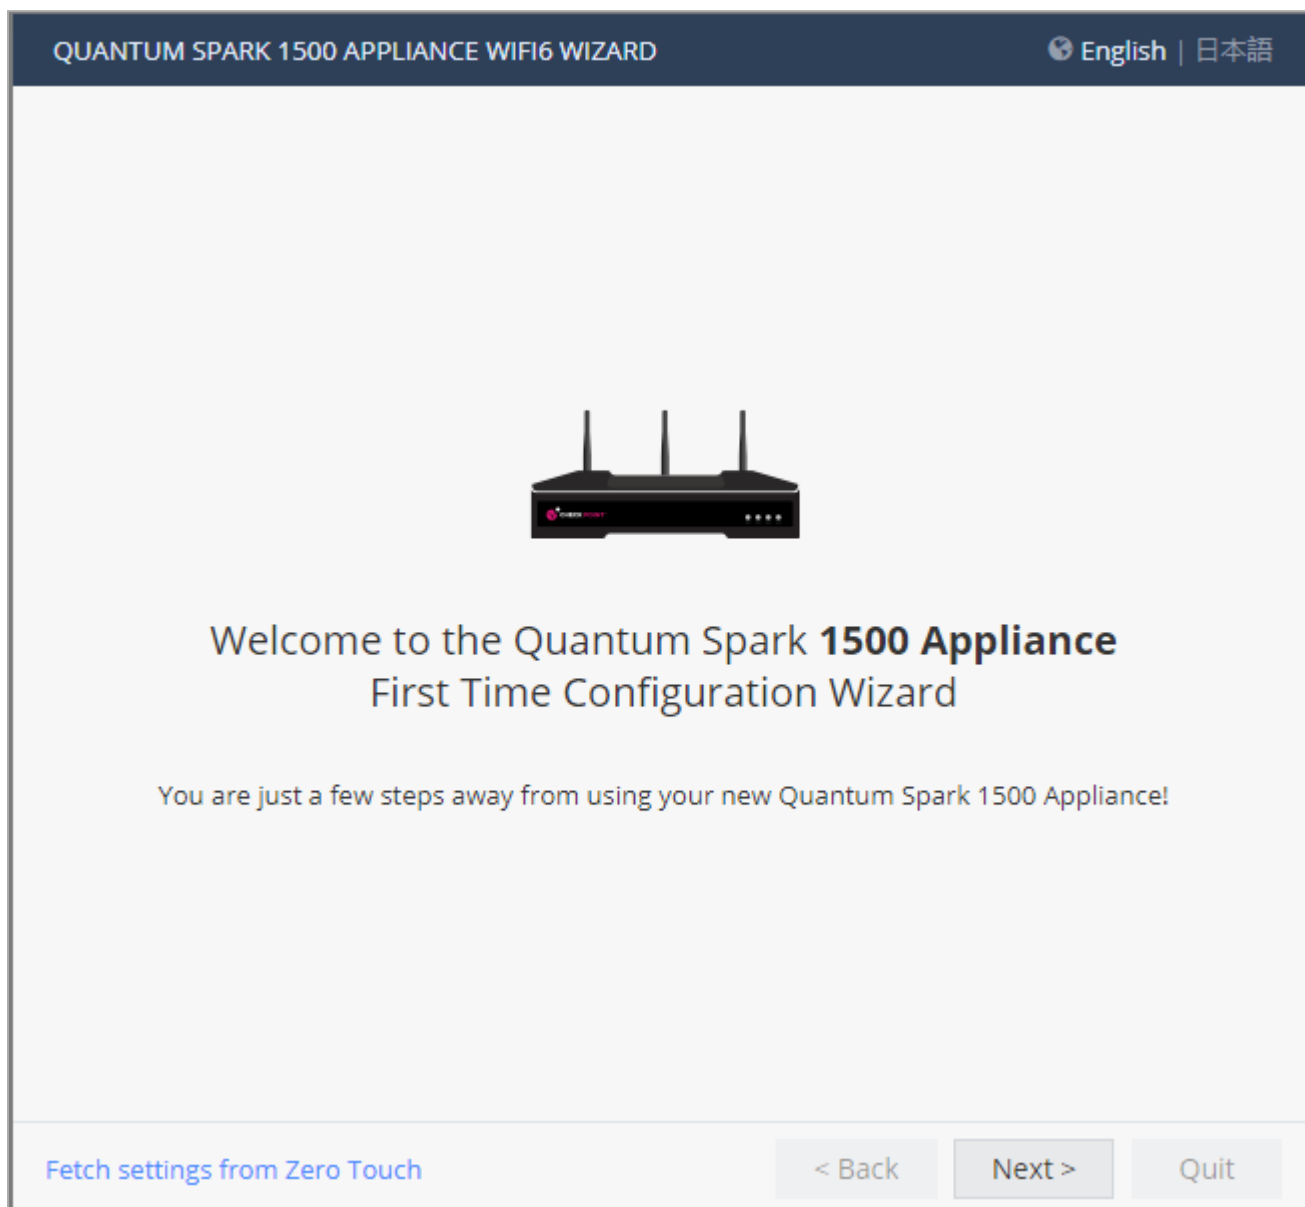 QUANTUM SPARK 1500 APPLIANCE WIFI6 WIZARD
English | 日本語
CHECK POINT
Welcome to the Quantum Spark 1500 Appliance
First Time Configuration Wizard
You are just a few steps away from using your new Quantum Spark 1500 Appliance!
Fetch settings from Zero Touch
< Back
Next >
Quit